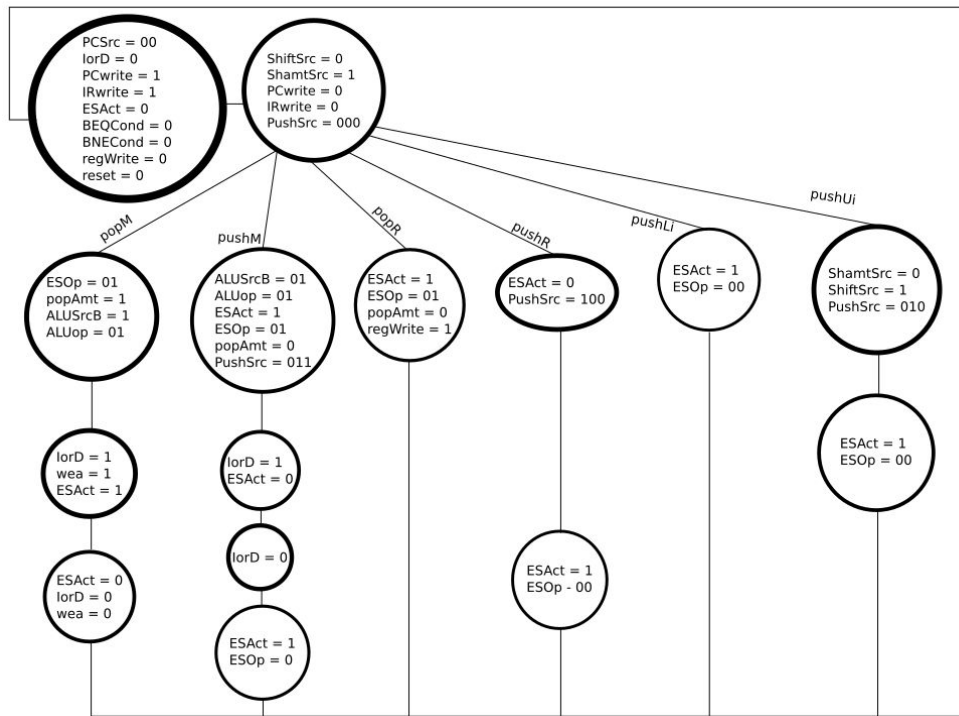 PCSrc = 00
IorD = 0
PCwrite = 1
IRwrite = 1
ESAct = 0
BEQCond = 0
BNECond = 0
regWrite = 0
reset = 0
ShiftSrc = 0
ShamtSrc = 1
PCwrite = 0
IRwrite = 0
PushSrc = 000
popM
pushM
popR
pushR
pushLi
pushUi
ESOp = 01
popAmt = 1
ALUSrcB = 1
ALUop = 01
ALUSrcB = 01
ALUop = 01
ESAct = 1
ESOp = 01
popAmt = 0
PushSrc = 011
ESAct = 1
ESOp = 01
popAmt = 0
regWrite = 1
ESAct = 0
PushSrc = 100
ESAct = 1
ESOp = 00
ShamtSrc = 0
ShiftSrc = 1
PushSrc = 010
IorD = 1
wea = 1
ESAct = 1
IorD = 1
ESAct = 0
ESAct = 1
ESOp = 00
IorD = 0
ESAct = 0
IorD = 0
wea = 0
ESAct = 1
ESOp - 00
ESAct = 1
ESOp = 0